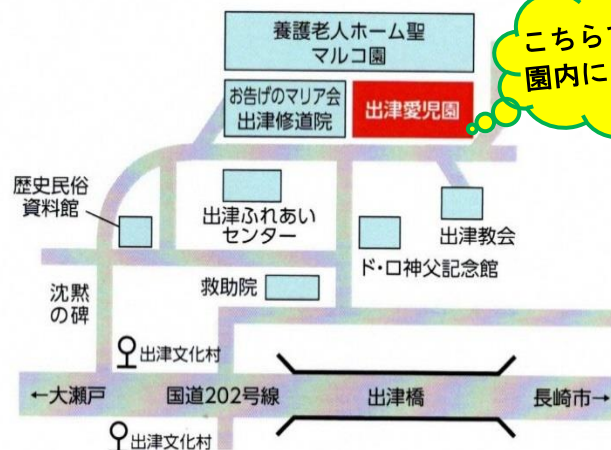 養護老人ホーム聖
マルコ園
こちらで
園内に
お告げのマリア会
出津修道院
出津愛児園
歴史民俗
資料館
出津ふれあい
センター
出津教会
ド・ロ神父記念館
救助院
沈黙
の碑
出津文化村
←大瀬戸
国道202号線
出津橋
長崎市→
出津文化村